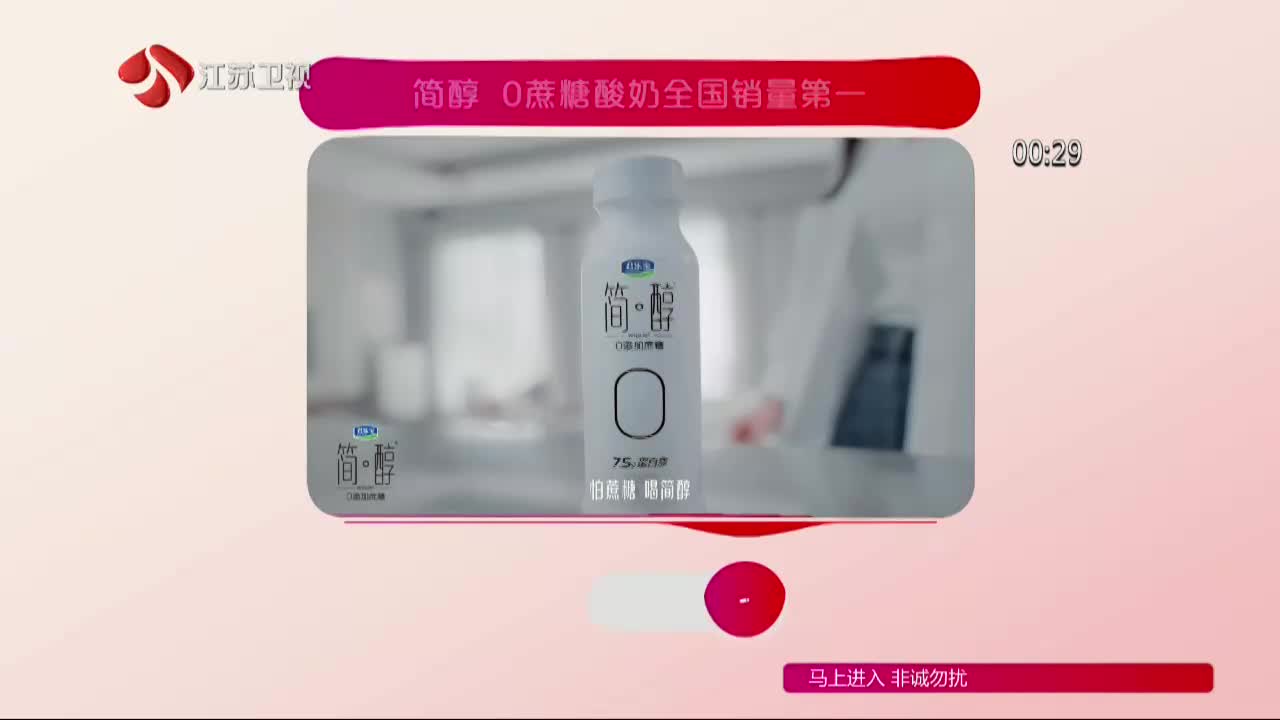 江苏卫视
简醇 0蔗糖酸奶全国销量第一
00:29
君乐宝
简醇
0添加蔗糖
0
7.5g 蛋白质
君乐宝
简醇
0添加蔗糖
怕蔗糖 喝简醇
马上进入 非诚勿扰